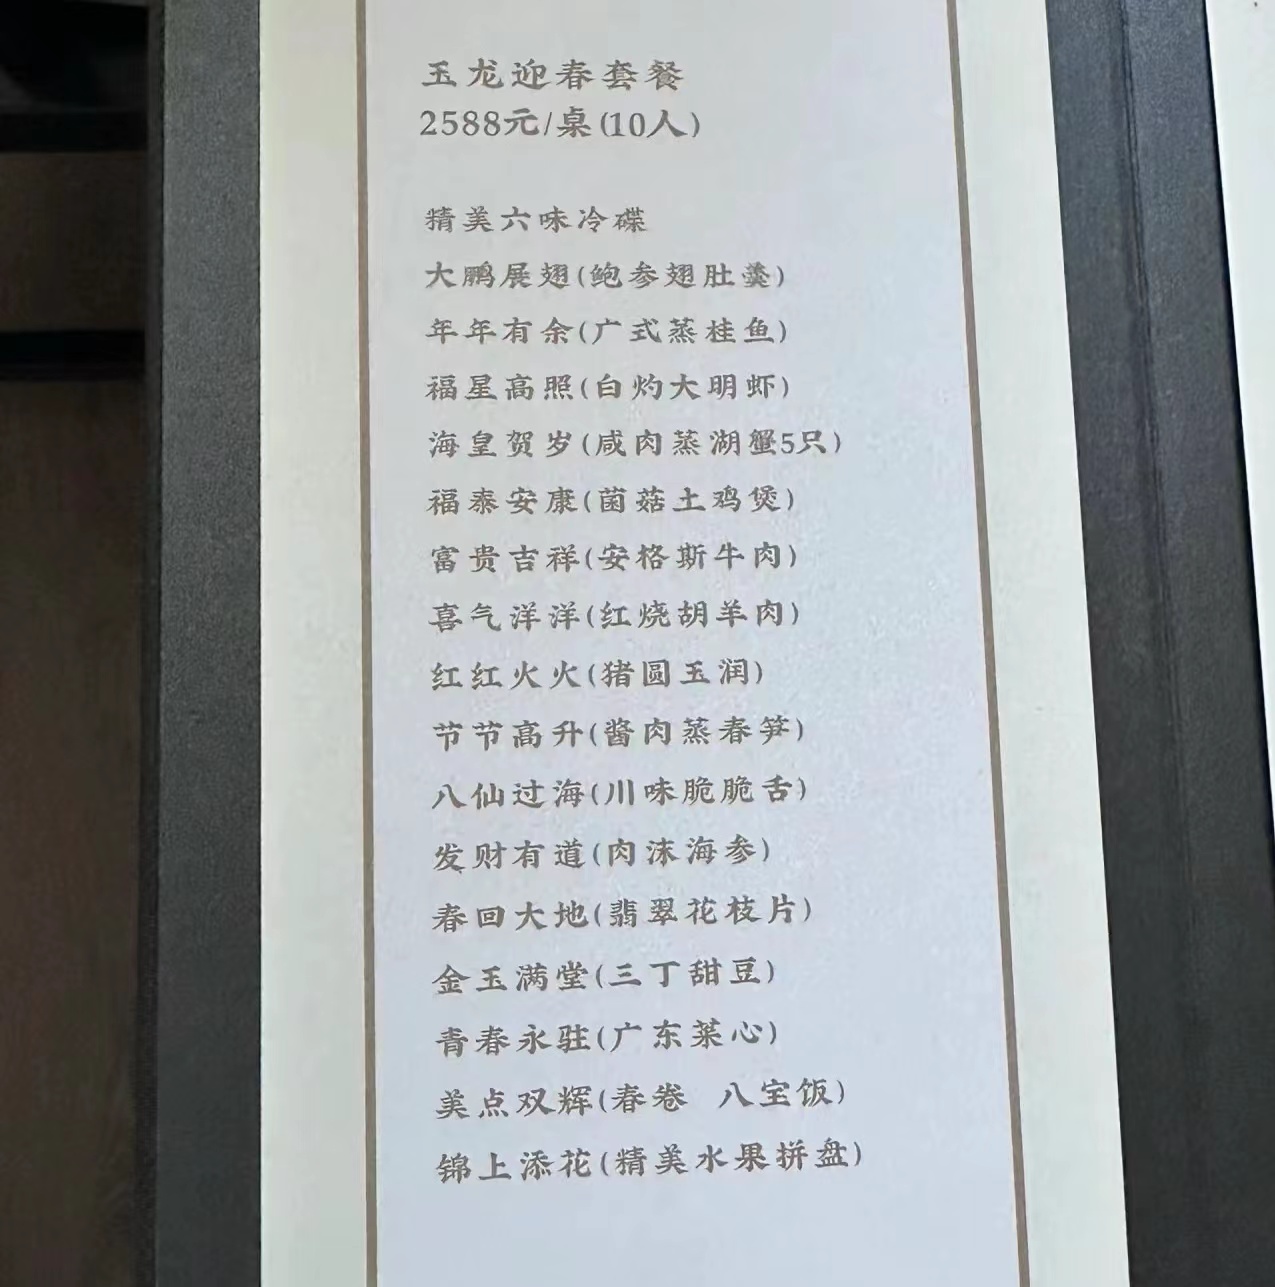 玉龙迎春套餐
2588元/桌(10人)
精美六味冷碟
大鹏展翅(鲍参翅肚羹)
年年有余(广式蒸桂鱼)
福星高照(白灼大明虾)
海皇贺岁(咸肉蒸湖蟹5只)
福泰安康(菌菇土鸡煲)
富贵吉祥(安格斯牛肉)
喜气洋洋(红烧胡羊肉)
红红火火(猪圆玉润)
节节高升(酱肉蒸春笋)
八仙过海(川味脆脆舌)
发财有道(肉沫海参)
春回大地(翡翠花枝片)
金玉满堂(三丁甜豆)
青春永驻(广东菜心)
美点双辉(春卷 八宝饭)
锦上添花(精美水果拼盘)